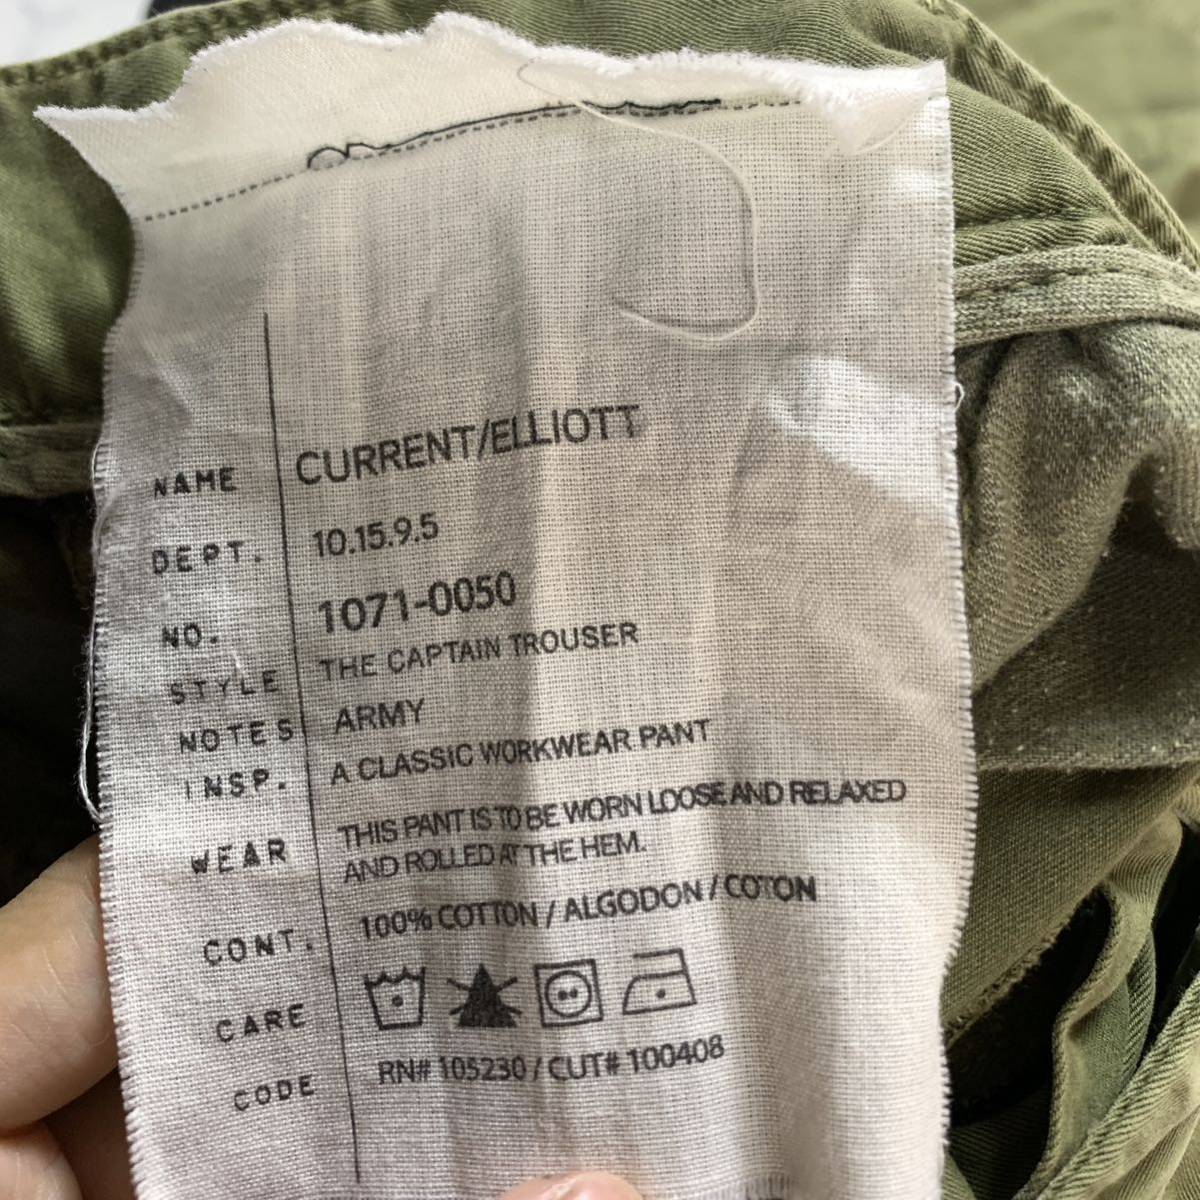 NAME CURRENT/ELLIOTT
DEPT. 10.15.9.5
NO. 1071-0050
STYLE THE CAPTAIN TROUSER
NOTES ARMY
INSP. A CLASSIC WORKWEAR PANT
WEAR THIS PANT IS TO BE WORN LOOSE AND RELAXED
AND ROLLED AT THE HEM.
CONT. 100% COTTON / ALGODON / COTON
CARE
CODE RN# 105230 / CUT# 100408